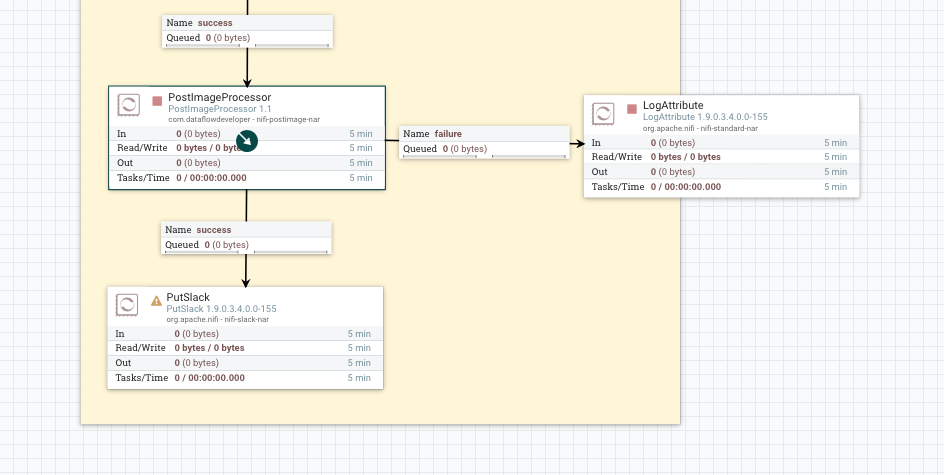 Name success
Queued 0 (0 bytes)
PostImageProcessor
PostImageProcessor 1.1
com.dataflowdeveloper - nifi-postimage-nar
In 0 (0 bytes) 5 min
Read/Write 0 bytes / 0 bytes 5 min
Out 0 (0 bytes) 5 min
Tasks/Time 0 / 00:00:00.000 5 min
Name failure
Queued 0 (0 bytes)
LogAttribute
LogAttribute 1.9.0.3.4.0.0-155
org.apache.nifi - nifi-standard-nar
In 0 (0 bytes) 5 min
Read/Write 0 bytes / 0 bytes 5 min
Out 0 (0 bytes) 5 min
Tasks/Time 0 / 00:00:00.000 5 min
Name success
Queued 0 (0 bytes)
PutSlack
PutSlack 1.9.0.3.4.0.0-155
org.apache.nifi - nifi-slack-nar
In 0 (0 bytes) 5 min
Read/Write 0 bytes / 0 bytes 5 min
Out 0 (0 bytes) 5 min
Tasks/Time 0 / 00:00:00.000 5 min